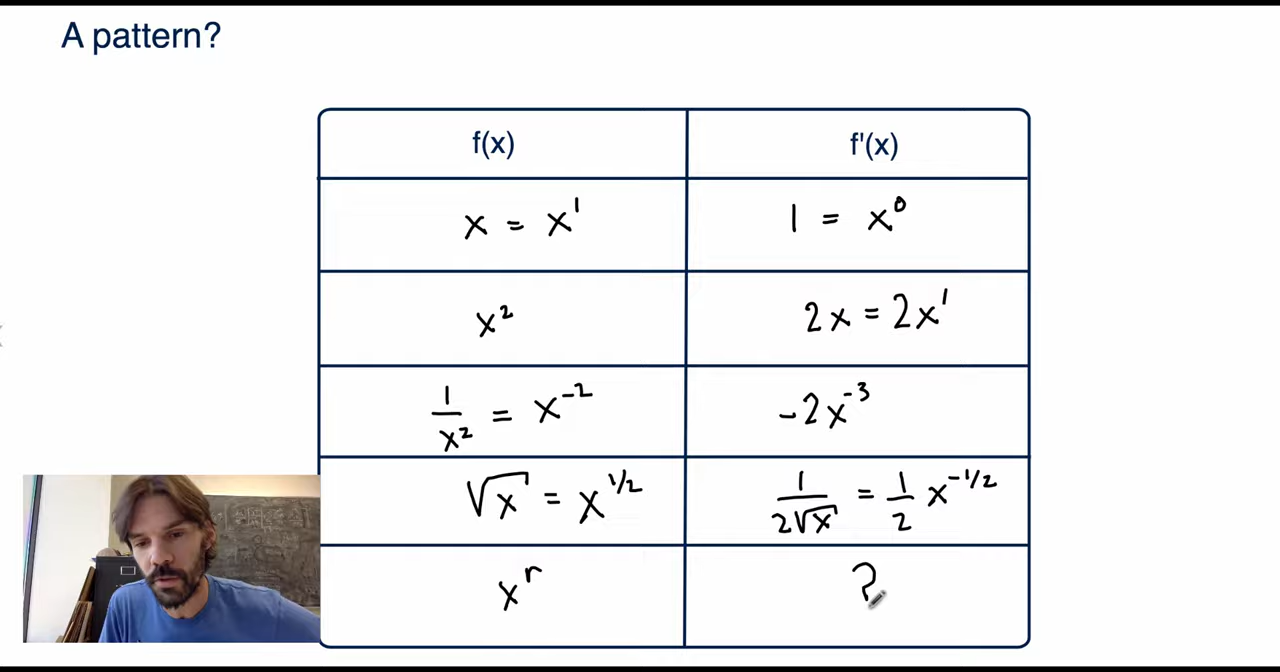 A pattern?
f(x) f'(x)
x = x¹ 1 = x⁰
x² 2x = 2x¹
1/x² = x⁻² -2x⁻³
√x = x^1/2 1/2√x = 1/2 x^-1/2
xʳ ?